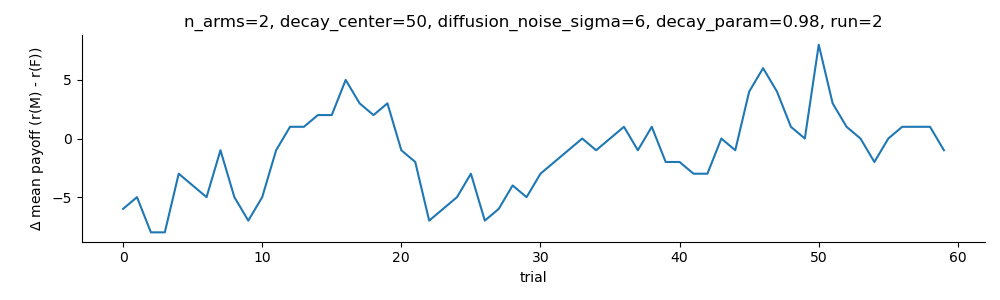 n_arms=2, decay_center=50, diffusion_noise_sigma=6, decay_param=0.98, run=2
Δ mean payoff (r(M) - r(F))
5
0
−5
0 10 20 30 40 50 60
trial